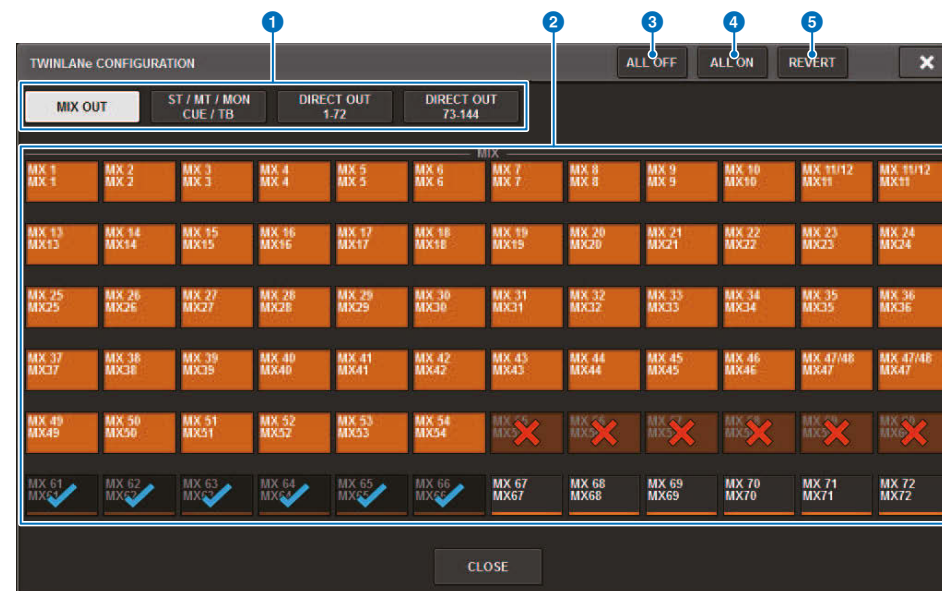 1 2 3 4 5
TWINLANe CONFIGURATION ALL OFF ALL ON REVERT
MIX OUT ST / MT / MON DIRECT OUT DIRECT OUT
CUE / TB 1-72 73-144
MIX
MX 1 MX 2 MX 3 MX 4 MX 5 MX 6 MX 7 MX 8 MX 9 MX 10 MX 11/12 MX 11/12
MX 1 MX 2 MX 3 MX 4 MX 5 MX 6 MX 7 MX 8 MX 9 MX10 MX11 MX11
MX 13 MX 14 MX 15 MX 16 MX 17 MX 18 MX 19 MX 20 MX 21 MX 22 MX 23 MX 24
MX13 MX14 MX15 MX16 MX17 MX18 MX19 MX20 MX21 MX22 MX23 MX24
MX 25 MX 26 MX 27 MX 28 MX 29 MX 30 MX 31 MX 32 MX 33 MX 34 MX 35 MX 36
MX25 MX26 MX27 MX28 MX29 MX30 MX31 MX32 MX33 MX34 MX35 MX36
MX 37 MX 38 MX 39 MX 40 MX 41 MX 42 MX 43 MX 44 MX 45 MX 46 MX 47/48 MX 47/48
MX37 MX38 MX39 MX40 MX41 MX42 MX43 MX44 MX45 MX46 MX47 MX47
MX 49 MX 50 MX 51 MX 52 MX 53 MX 54
MX49 MX50 MX51 MX52 MX53 MX54
MX 61 MX 62 MX 63 MX 64 MX 65 MX 66 MX 67 MX 68 MX 69 MX 70 MX 71 MX 72
MX67 MX68 MX69 MX70 MX71 MX72
CLOSE